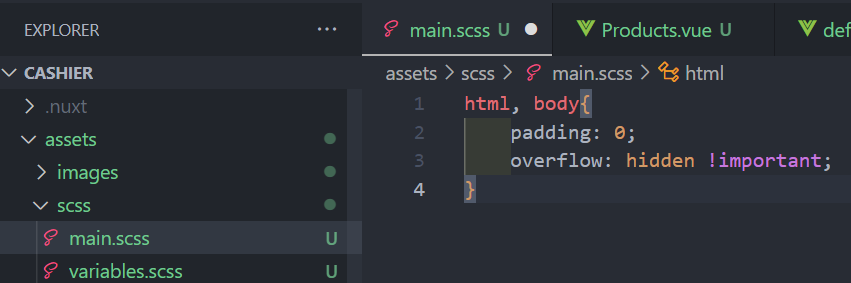 EXPLORER ...
CASHIER
.nuxt
assets
images
scss
main.scss U
variables.scss U
main.scss U
Products.vue U
def
assets > scss > main.scss > html
1 html, body{
2 padding: 0;
3 overflow: hidden !important;
4 }